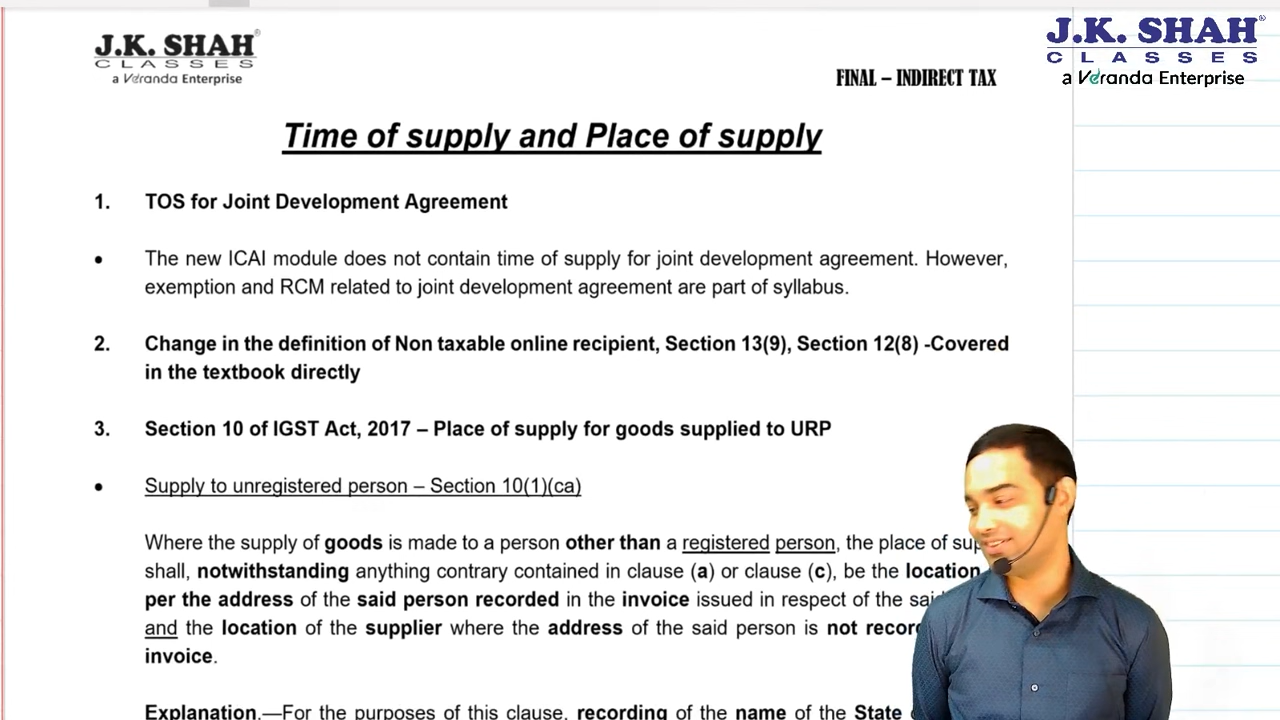 J.K. SHAH®
CLASSES
a Veranda Enterprise
J.K. SHAH®
CLASSES
a Veranda Enterprise
FINAL – INDIRECT TAX
Time of supply and Place of supply
1. TOS for Joint Development Agreement
• The new ICAI module does not contain time of supply for joint development agreement. However,
exemption and RCM related to joint development agreement are part of syllabus.
2. Change in the definition of Non taxable online recipient, Section 13(9), Section 12(8) -Covered
in the textbook directly
3. Section 10 of IGST Act, 2017 – Place of supply for goods supplied to URP
• Supply to unregistered person – Section 10(1)(ca)
Where the supply of goods is made to a person other than a registered person, the place of
shall, notwithstanding anything contrary contained in clause (a) or clause (c), be the location
per the address of the said person recorded in the invoice issued in respect of the
and the location of the supplier where the address of the said person is not
invoice.
Explanation.—For the purposes of this clause, recording of the name of the State